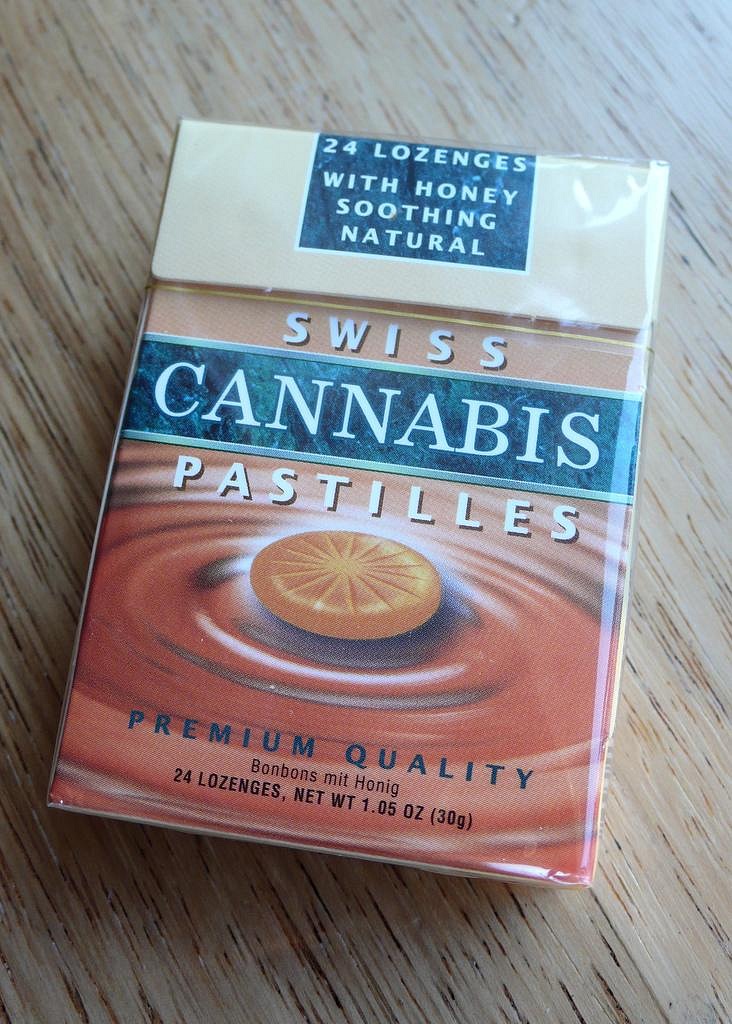 24 LOZENGES
WITH HONEY
SOOTHING
NATURAL
SWISS
CANNABIS
PASTILLES
PREMIUM QUALITY
Bonbons mit Honig
24 LOZENGES, NET WT 1.05 OZ (30g)